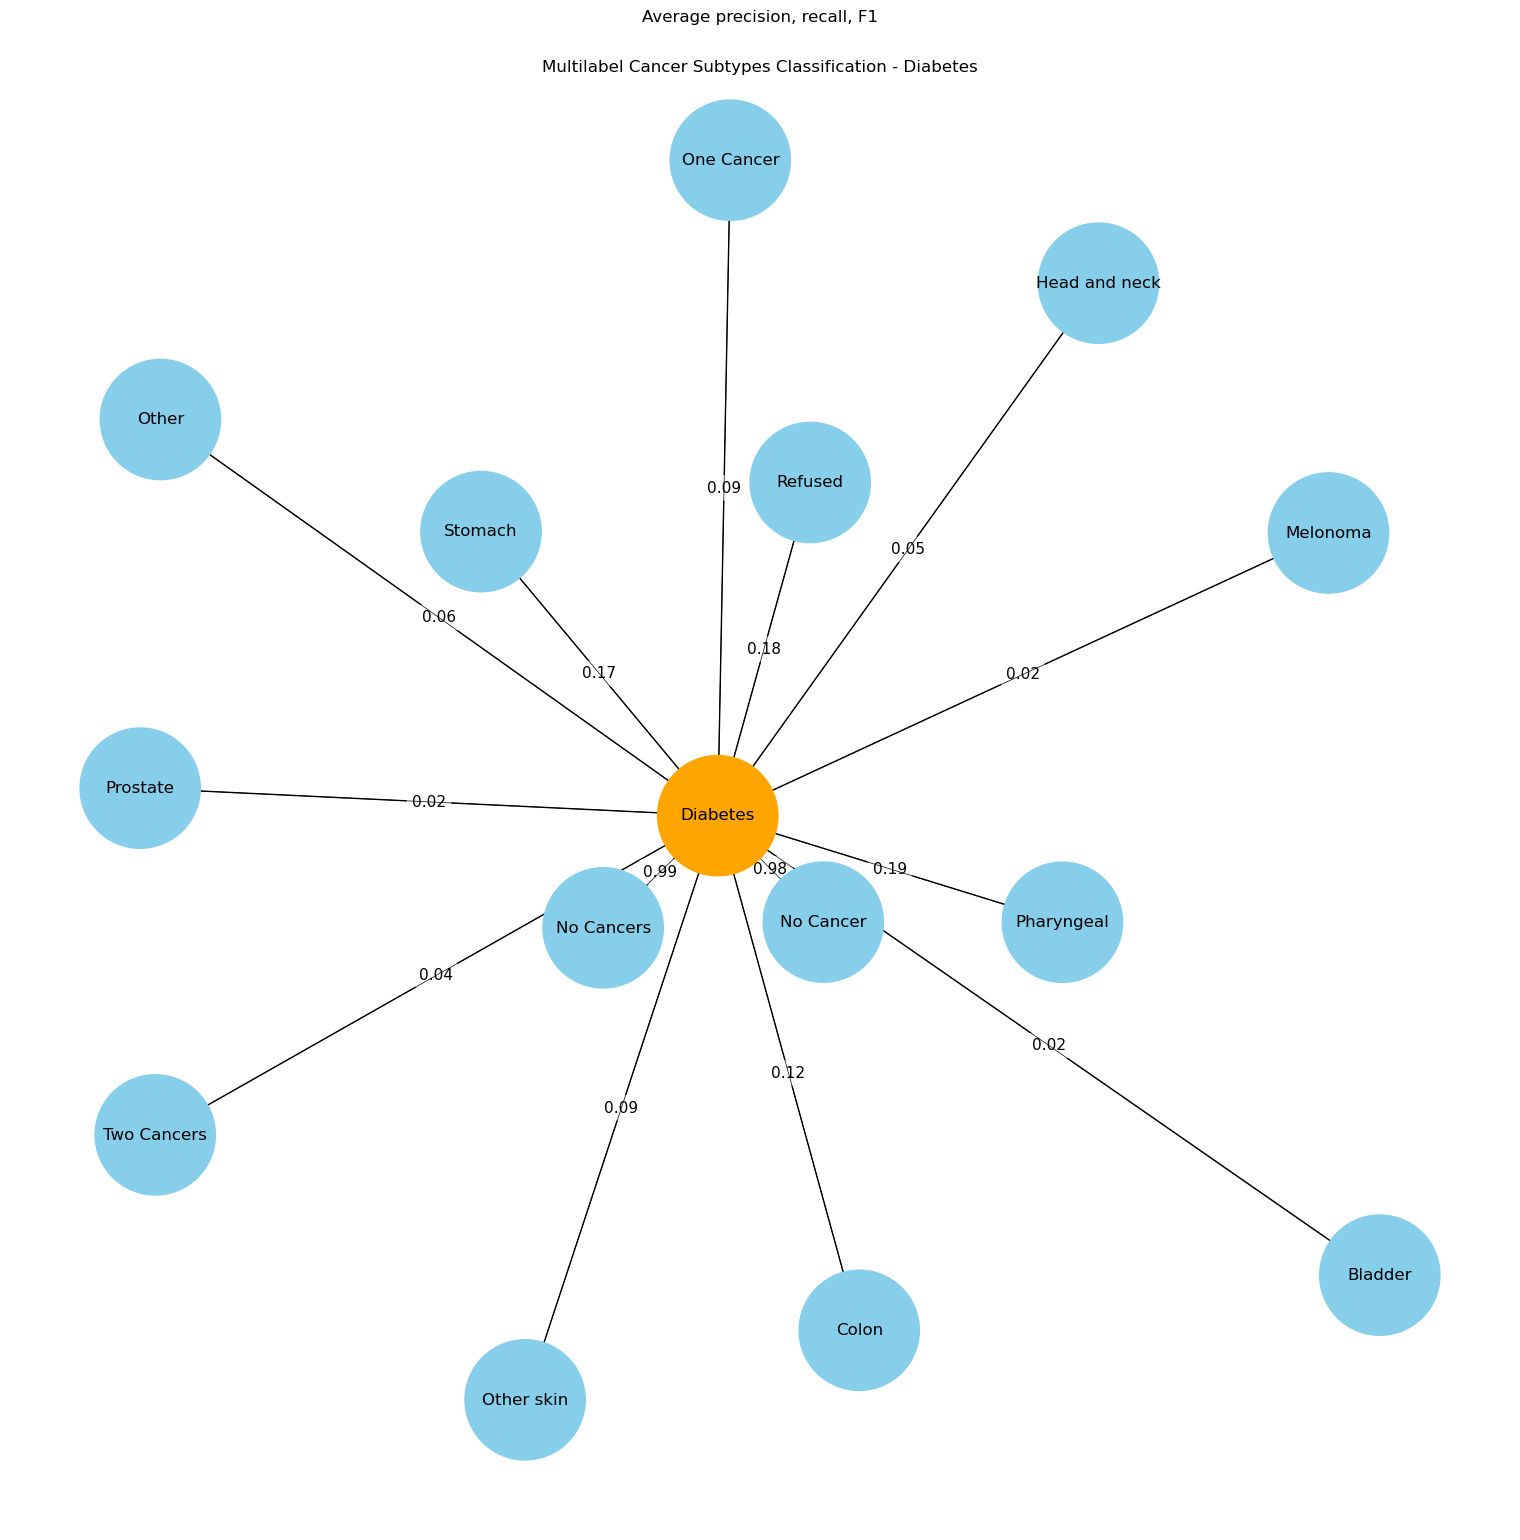 Average precision, recall, F1
Multilabel Cancer Subtypes Classification - Diabetes
One Cancer
Head and neck
Other
Refused
0.09
Stomach
Melonoma
0.05
0.06
0.18
0.17
0.02
Prostate
0.02
Diabetes
0.99
0.98
0.19
No Cancers
No Cancer
Pharyngeal
0.04
0.02
0.12
0.09
Two Cancers
Bladder
Colon
Other skin